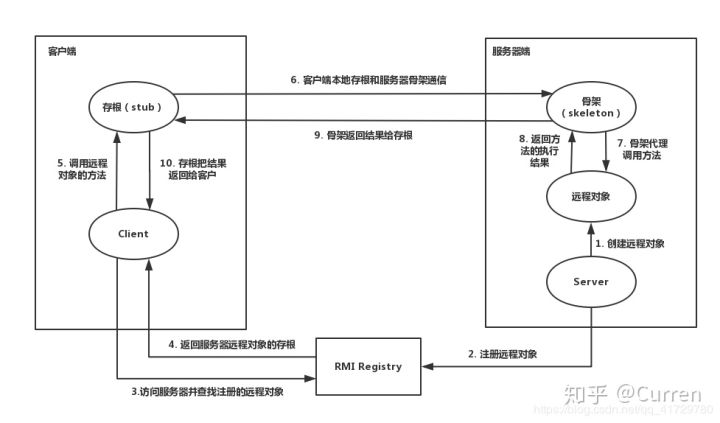 客户端
服务器端
6. 客户端本地存根和服务器骨架通信
存根（stub）
骨架
（skeleton）
9. 骨架返回结果给存根
5. 调用远程
对象的方法
10. 存根把结果
返回给客户
8. 返回方
法的执行
结果
7. 骨架代理
调用方法
远程对象
Client
1. 创建远程对象
Server
4. 返回服务器远程对象的存根
2. 注册远程对象
RMI Registry
3.访问服务器并查找注册的远程对象
知乎 @Curren
https://blog.csdn.net/qq_41729780